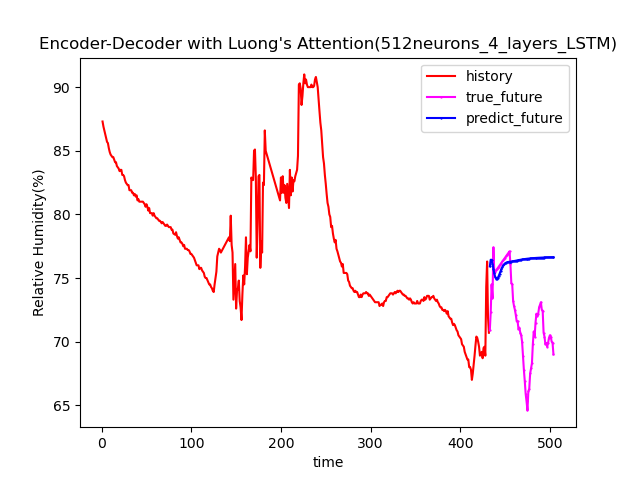 Encoder-Decoder with Luong's Attention(512neurons_4_layers_LSTM)
history
true_future
predict_future
Relative Humidity(%)
90
85
80
75
70
65
0 100 200 300 400 500
time